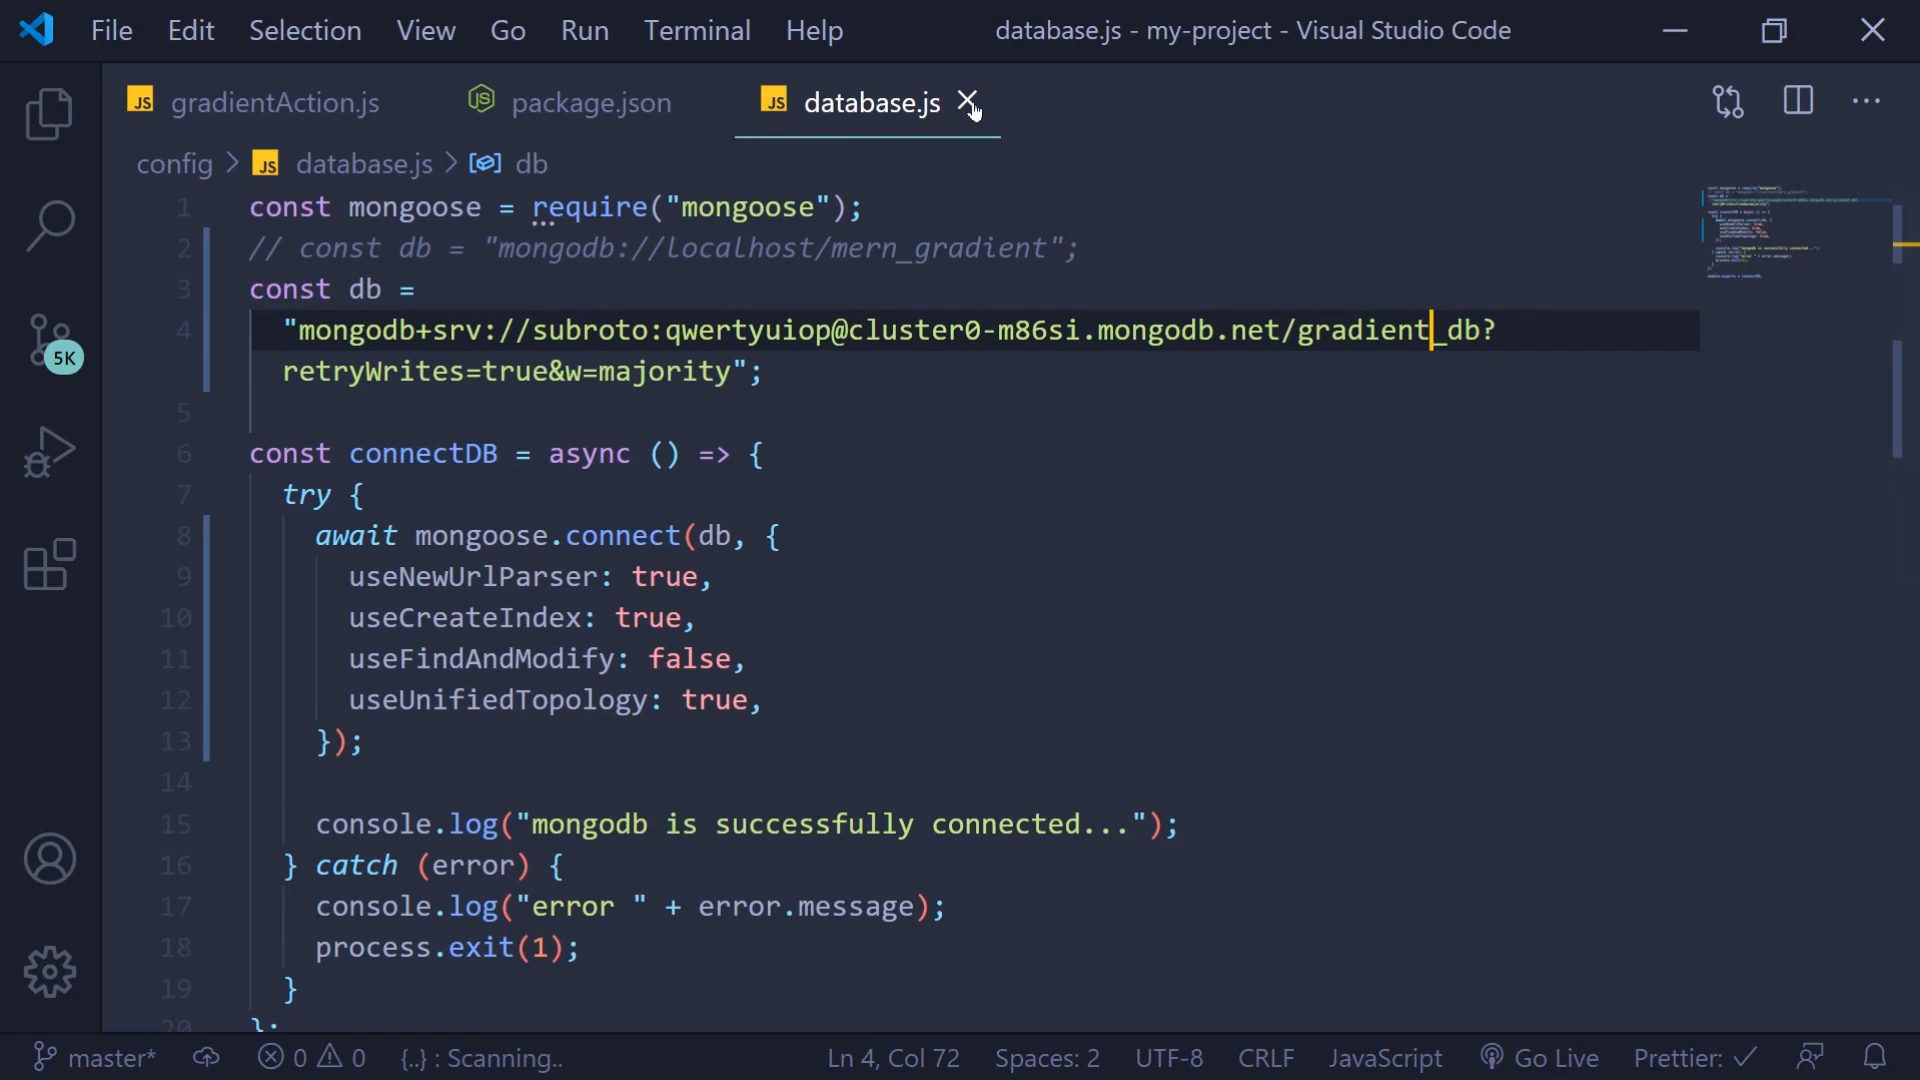 File Edit Selection View Go Run Terminal Help database.js - my-project - Visual Studio Code
JS gradientAction.js JS package.json JS database.js
config > JS database.js > db
1 const mongoose = require("mongoose");
2 // const db = "mongodb://localhost/mern_gradient";
3 const db =
4 "mongodb+srv://subroto:qwertyuiop@cluster0-m86si.mongodb.net/gradient_db?
retryWrites=true&w=majority";
5
6 const connectDB = async () => {
7 try {
8 await mongoose.connect(db, {
9 useNewUrlParser: true,
10 useCreateIndex: true,
11 useFindAndModify: false,
12 useUnifiedTopology: true,
13 });
14
15 console.log("mongodb is successfully connected...");
16 } catch (error) {
17 console.log("error " + error.message);
18 process.exit(1);
19 }
20 };
5K
master* 0 0 {..} : Scanning.. Ln 4, Col 72 Spaces: 2 UTF-8 CRLF JavaScript Go Live Prettier: ✓